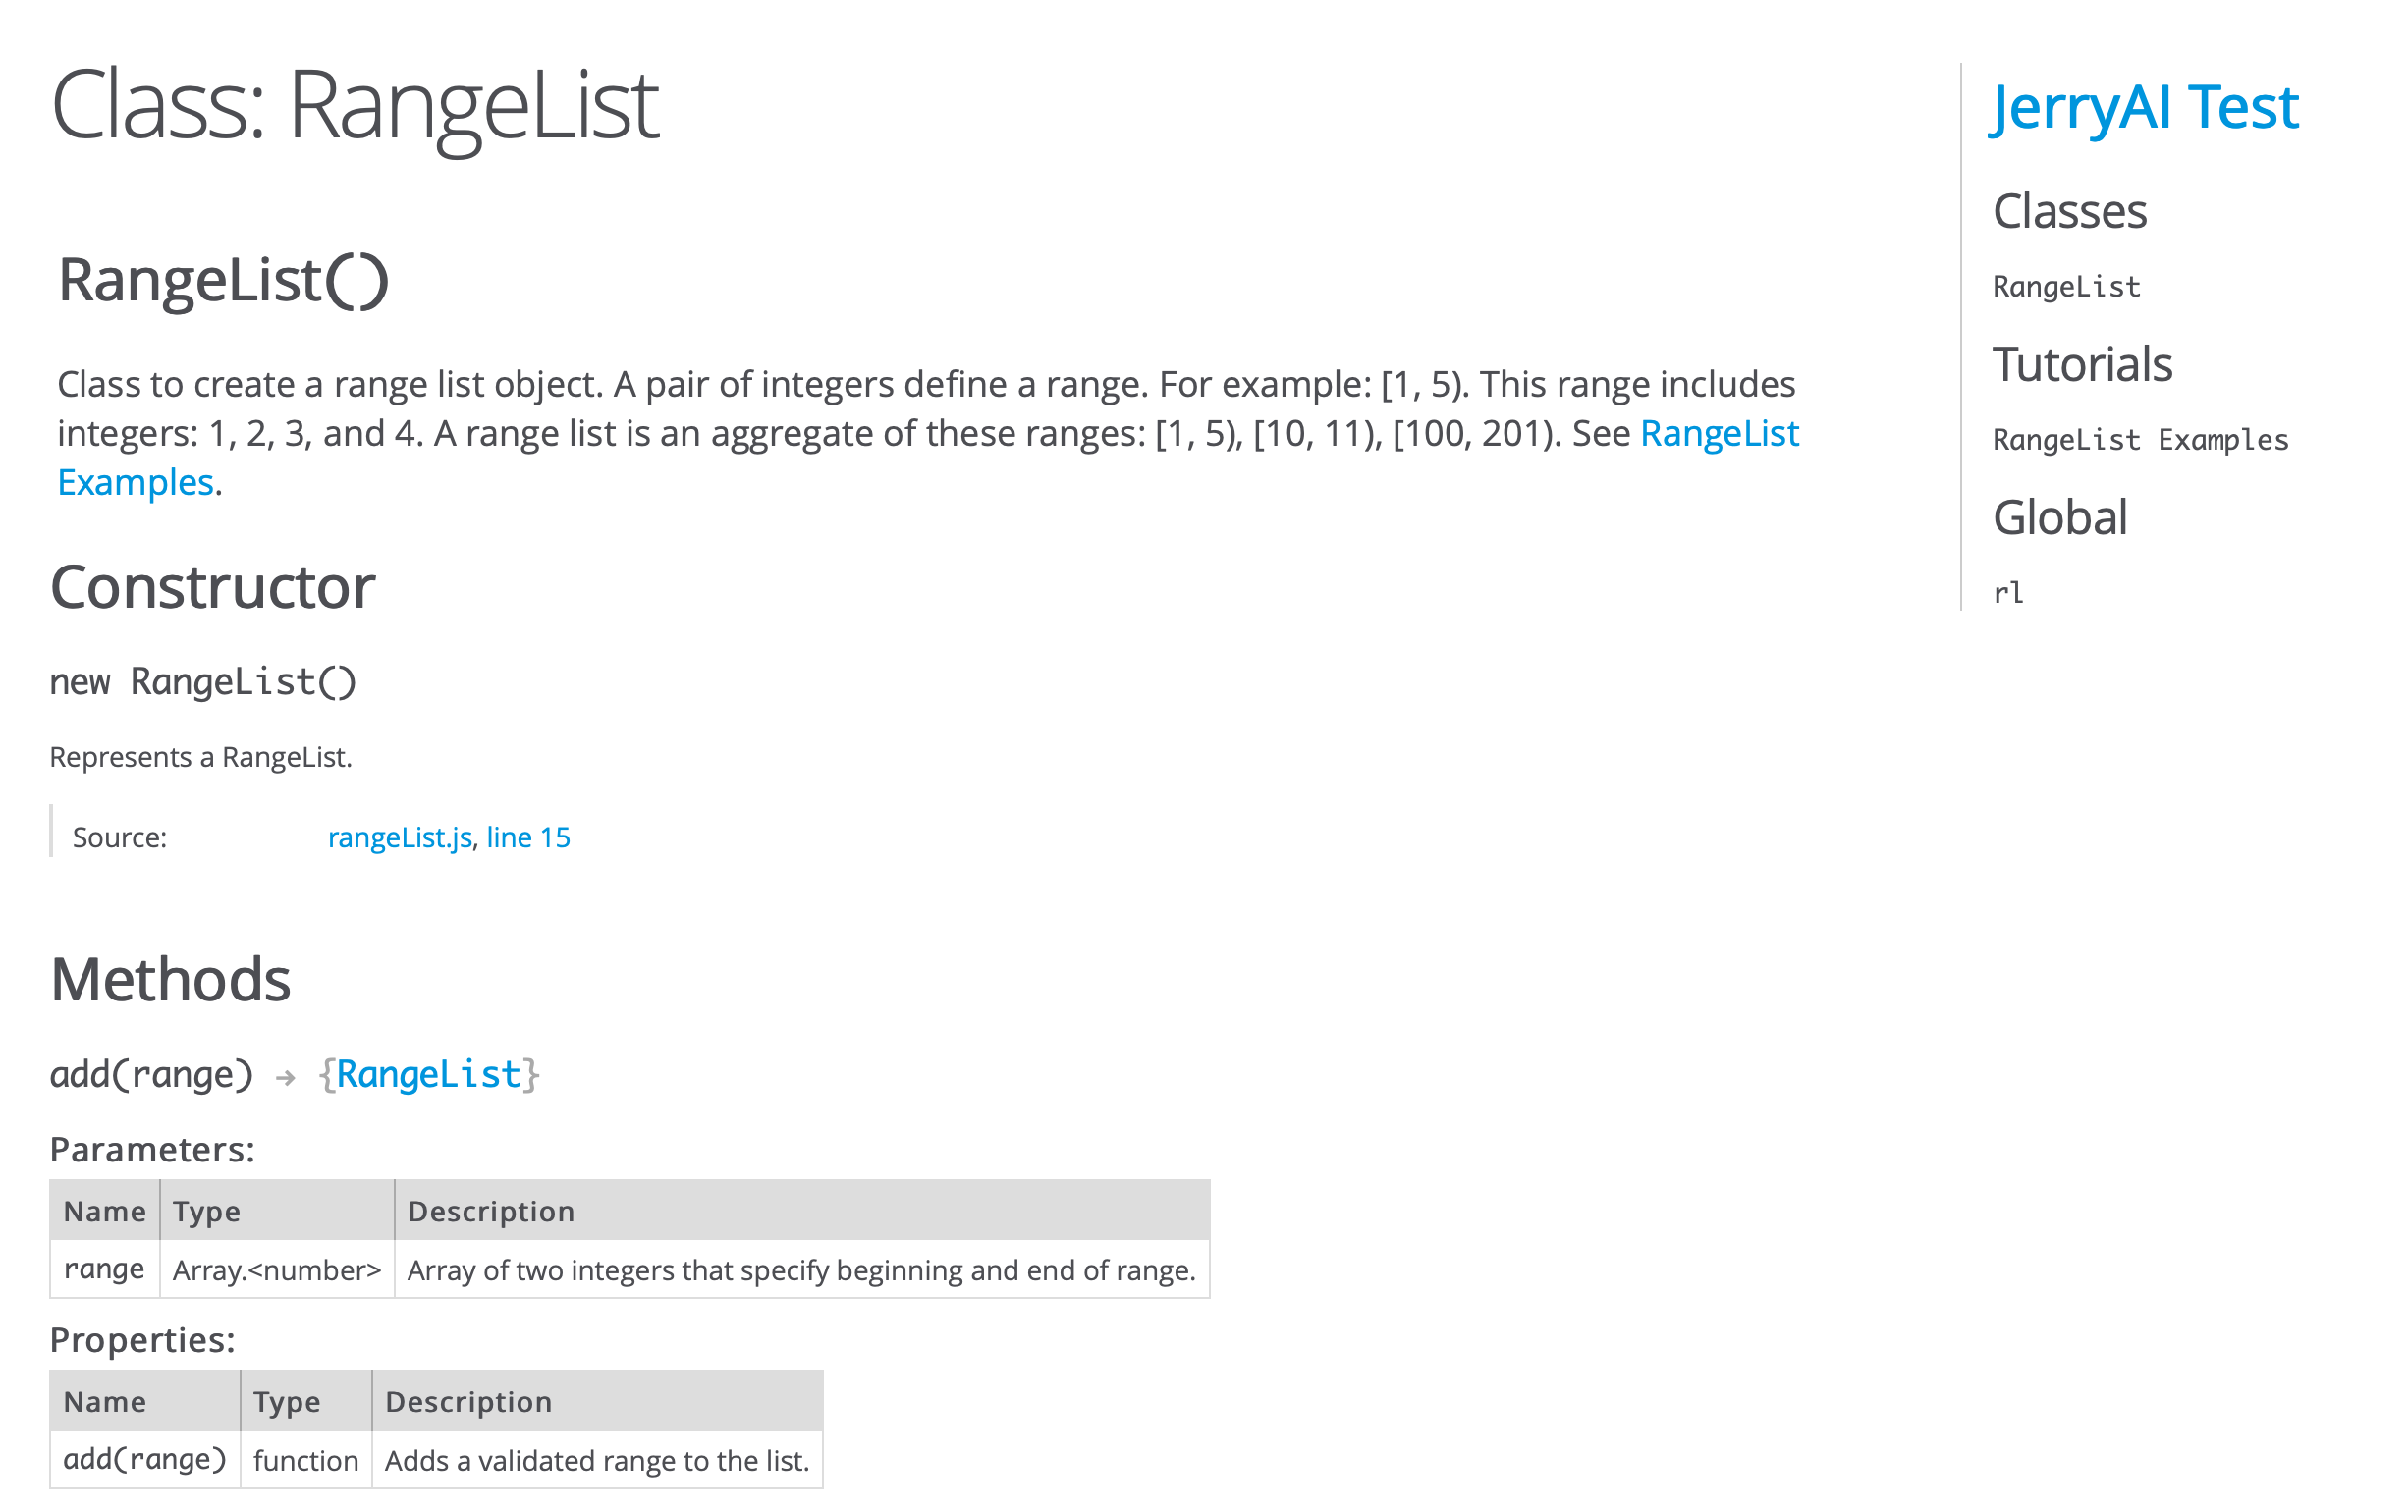 Class: RangeList
RangeList()
Class to create a range list object. A pair of integers define a range. For example: [1, 5). This range includes
integers: 1, 2, 3, and 4. A range list is an aggregate of these ranges: [1, 5), [10, 11), [100, 201). See RangeList
Examples.
Constructor
new RangeList()
Represents a RangeList.
Source: rangeList.js, line 15
Methods
add(range) → {RangeList}
Parameters:
Name Type Description
range Array.<number> Array of two integers that specify beginning and end of range.
Properties:
Name Type Description
add(range) function Adds a validated range to the list.
JerryAI Test
Classes
RangeList
Tutorials
RangeList Examples
Global
rl